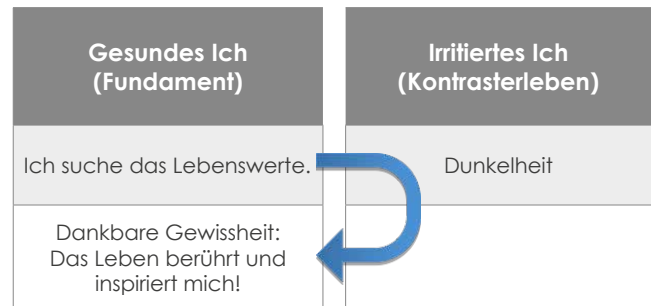 Gesundes Ich
(Fundament)
Irritiertes Ich
(Kontrasterleben)
Ich suche das Lebenswerte.
Dunkelheit
Dankbare Gewissheit:
Das Leben berührt und
inspiriert mich!